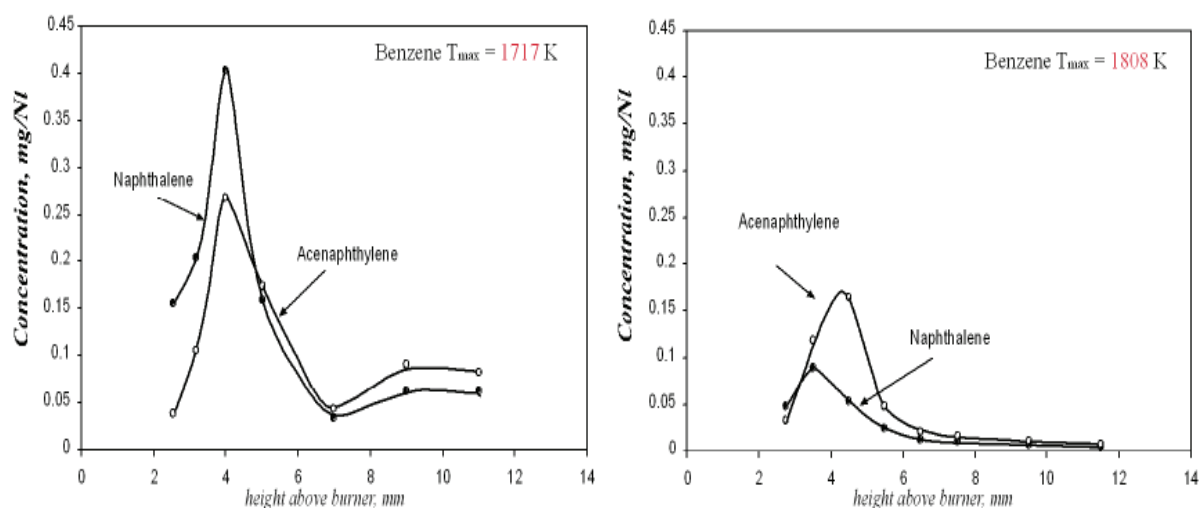 0.45
0.4
0.35
0.3
0.25
0.2
0.15
0.1
0.05
0
Concentration, mg/Nl
Benzene Tmax = 1717 K
Naphthalene
Acenaphthylene
0 2 4 6 8 10 12 14
height above burner, mm
0.45
0.4
0.35
0.3
0.25
0.2
0.15
0.1
0.05
0
Concentration, mg/Nl
Benzene Tmax = 1808 K
Acenaphthylene
Naphthalene
0 2 4 6 8 10 12 14
height above burner, mm